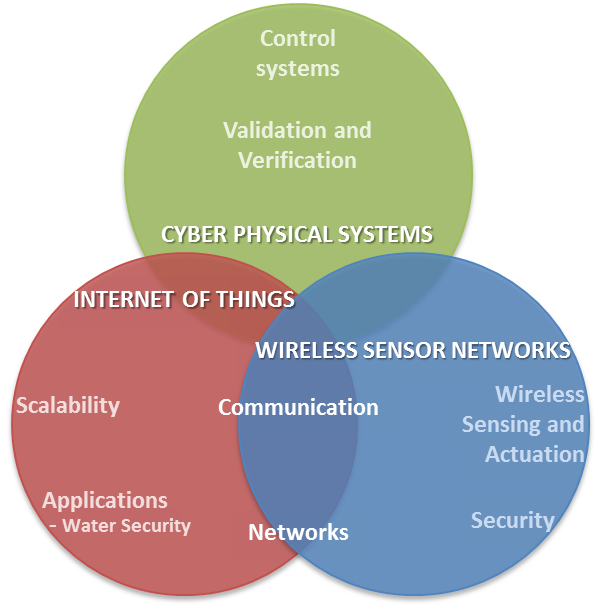 Control
systems
Validation and
Verification
CYBER PHYSICAL SYSTEMS
INTERNET OF THINGS
WIRELESS SENSOR NETWORKS
Scalability
Communication
Wireless
Sensing and
Actuation
Applications
- Water Security
Networks
Security